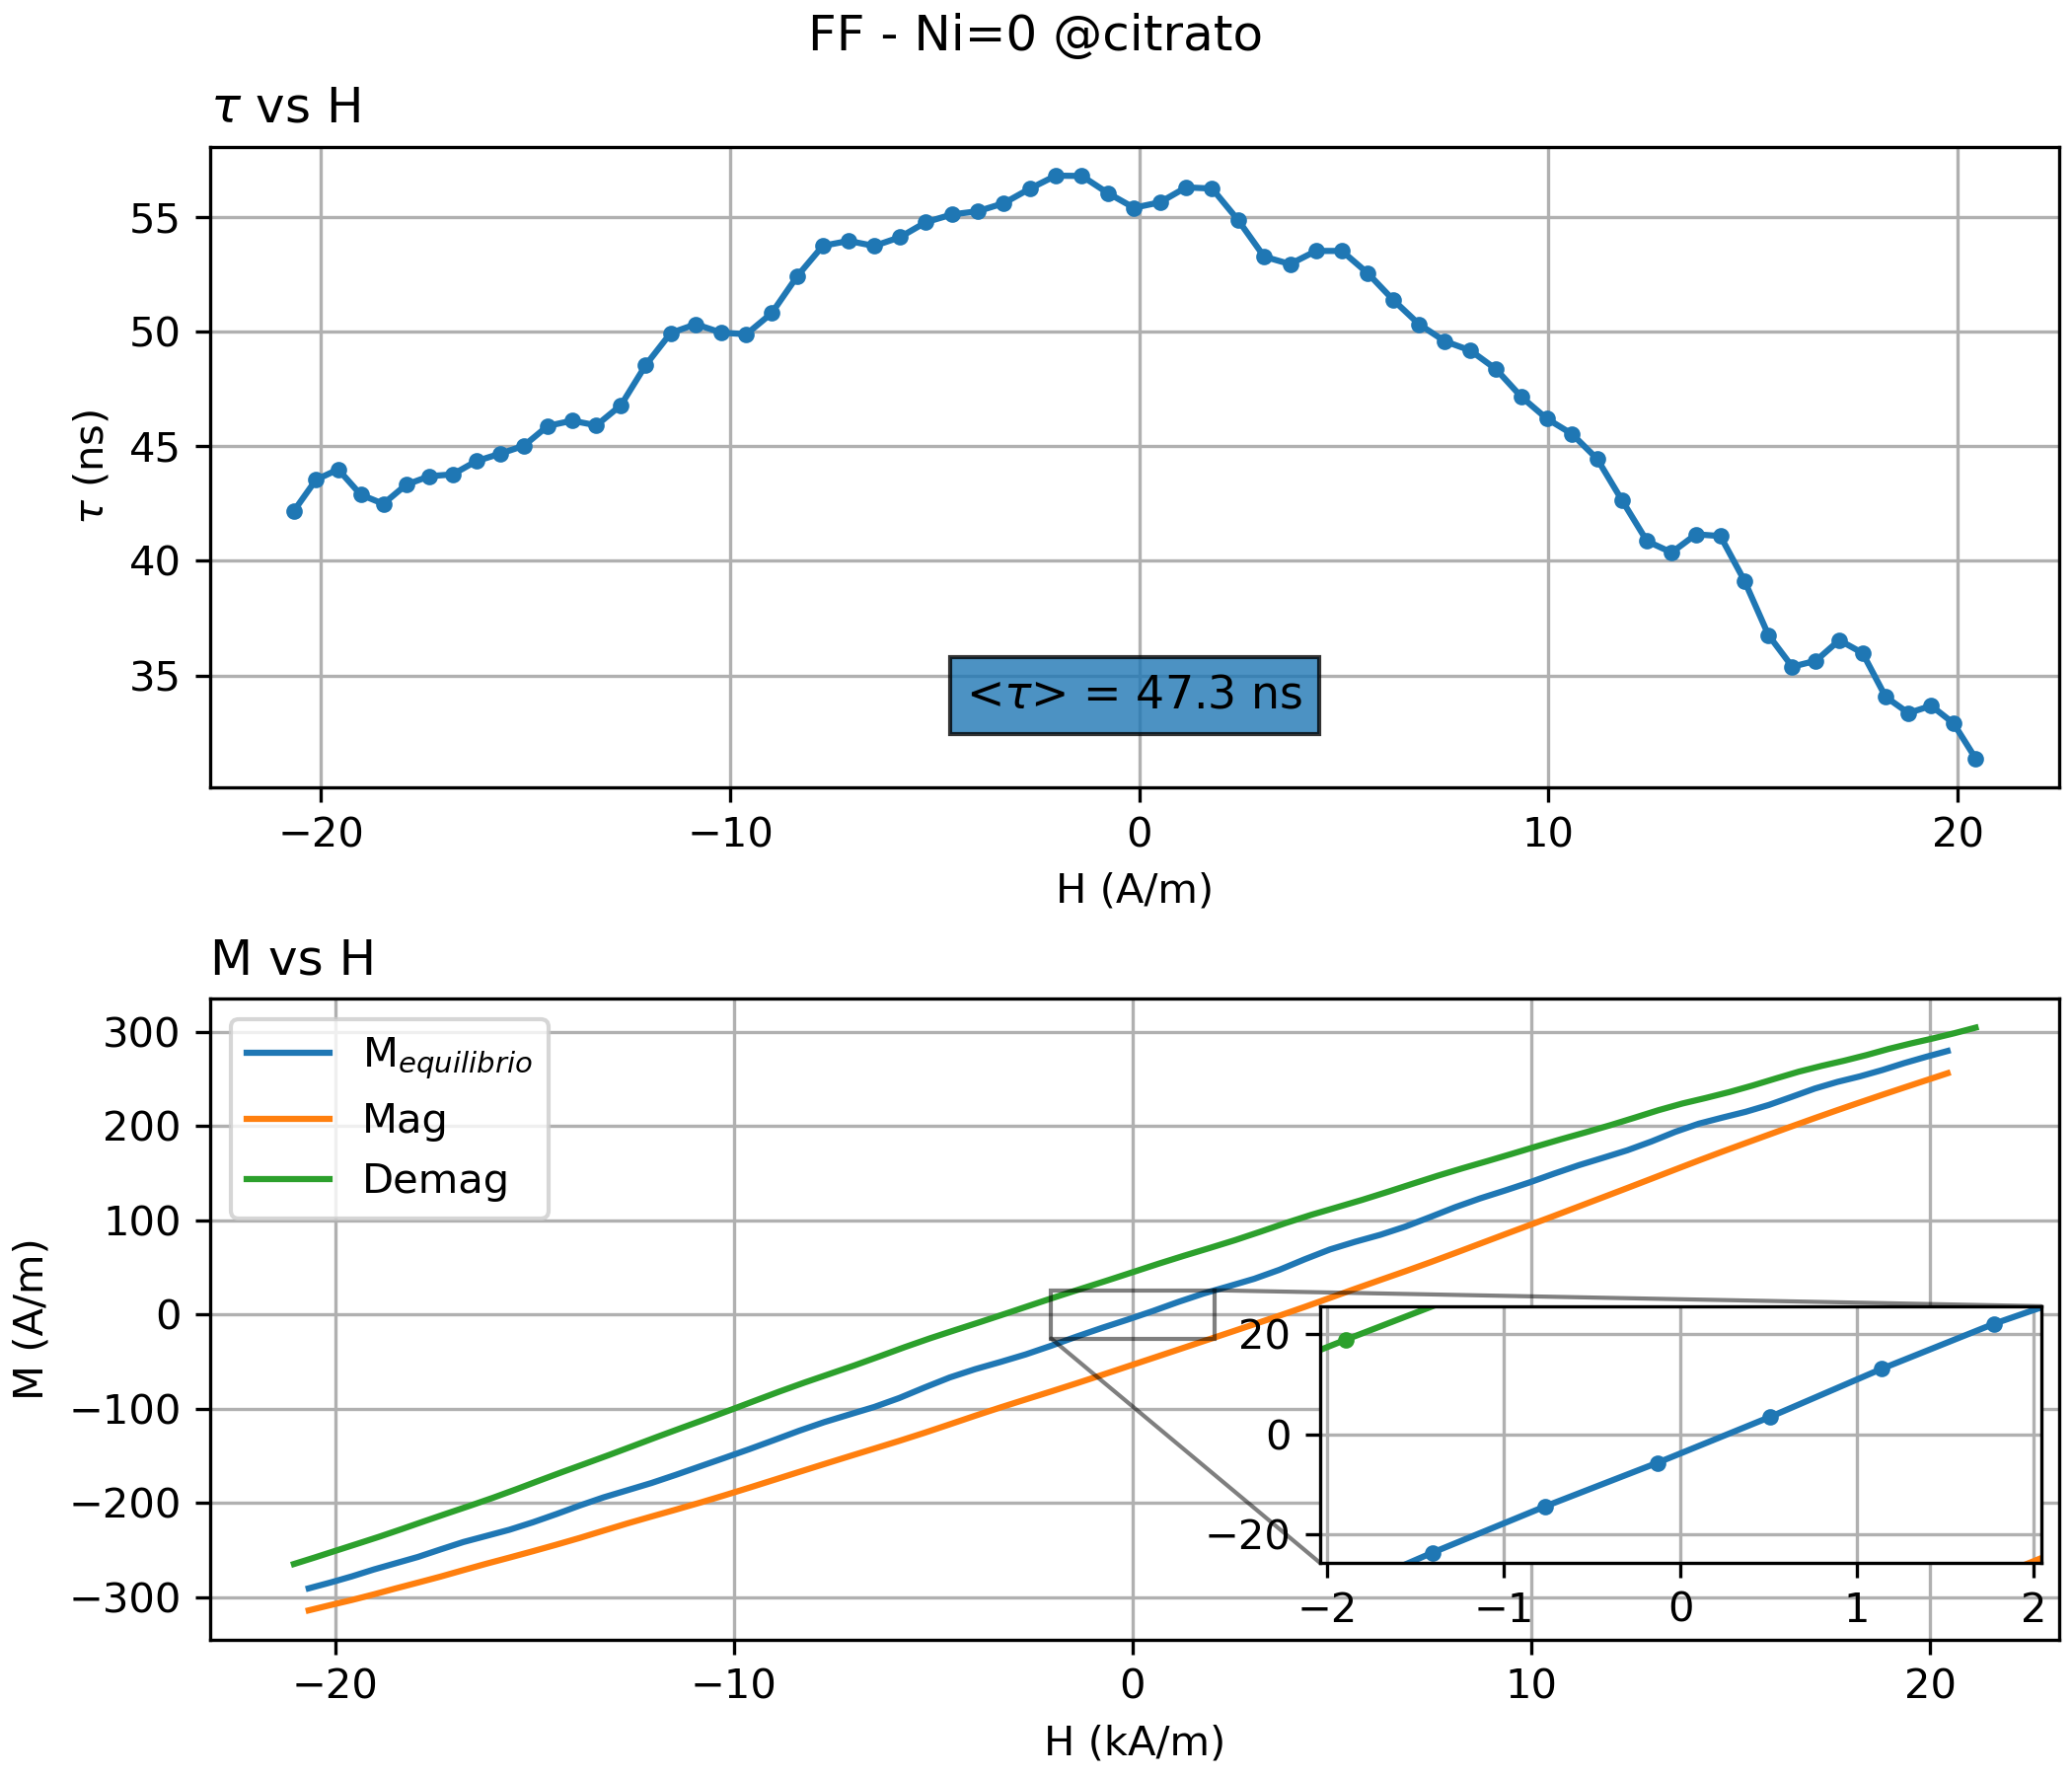 FF - Ni=0 @citrato
τ vs H
55
50
45
40
35
τ (ns)
<τ> = 47.3 ns
−20 −10 0 10 20
H (A/m)
M vs H
300
200
100
0
−100
−200
−300
M (A/m)
Mequilibrio
Mag
Demag
20
0
−20
−2 −1 0 1 2
−20 −10 0 10 20
H (kA/m)